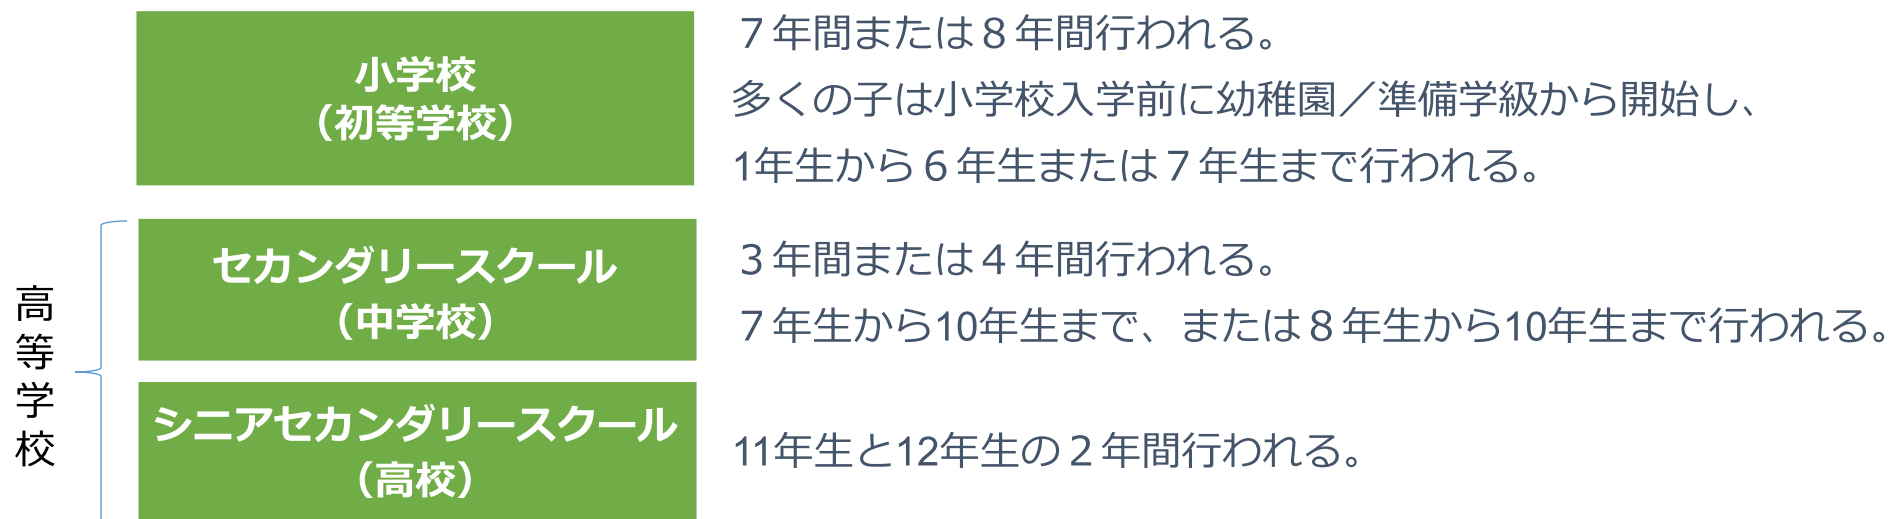 小学校
（初等学校）
７年間または８年間行われる。
多くの子は小学校入学前に幼稚園／準備学級から開始し、
1年生から６年生または７年生まで行われる。
高等学校
セカンダリースクール
（中学校）
３年間または４年間行われる。
７年生から10年生まで、または８年生から10年生まで行われる。
シニアセカンダリースクール
（高校）
11年生と12年生の２年間行われる。